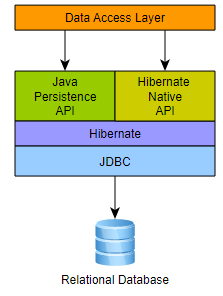 Data Access Layer
Java
Persistence
API
Hibernate
Native
API
Hibernate
JDBC
Relational Database